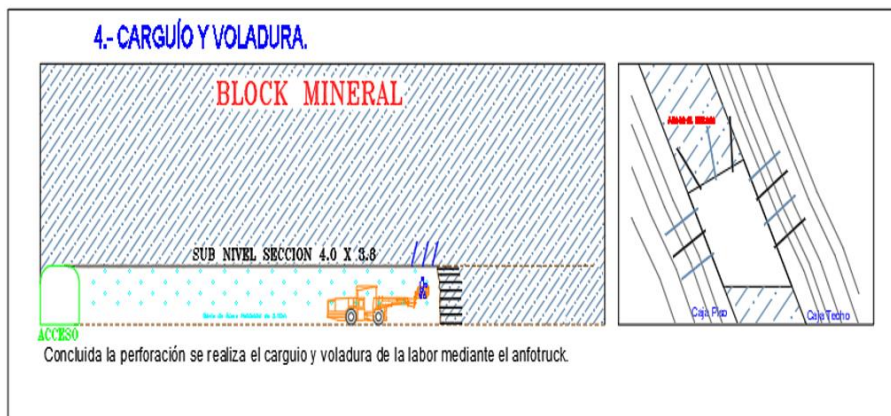 4.- CARGUÍO Y VOLADURA.
BLOCK MINERAL
SUB NIVEL SECCION 4.0 X 3.8
ACCESO
Caja Piso
Caja Techo
Concluida la perforación se realiza el carguio y voladura de la labor mediante el anfotruck.